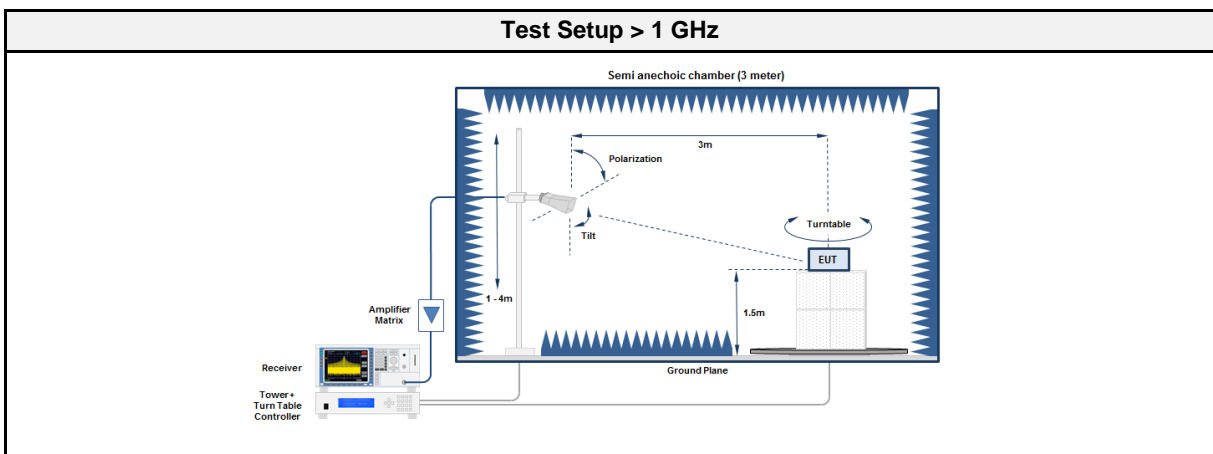 Test Setup > 1 GHz
Semi anechoic chamber (3 meter)
3m
Polarization
Turntable
Tilt
EUT
1 - 4m
1.5m
Amplifier
Matrix
Ground Plane
Receiver
Tower+
Turn Table
Controller